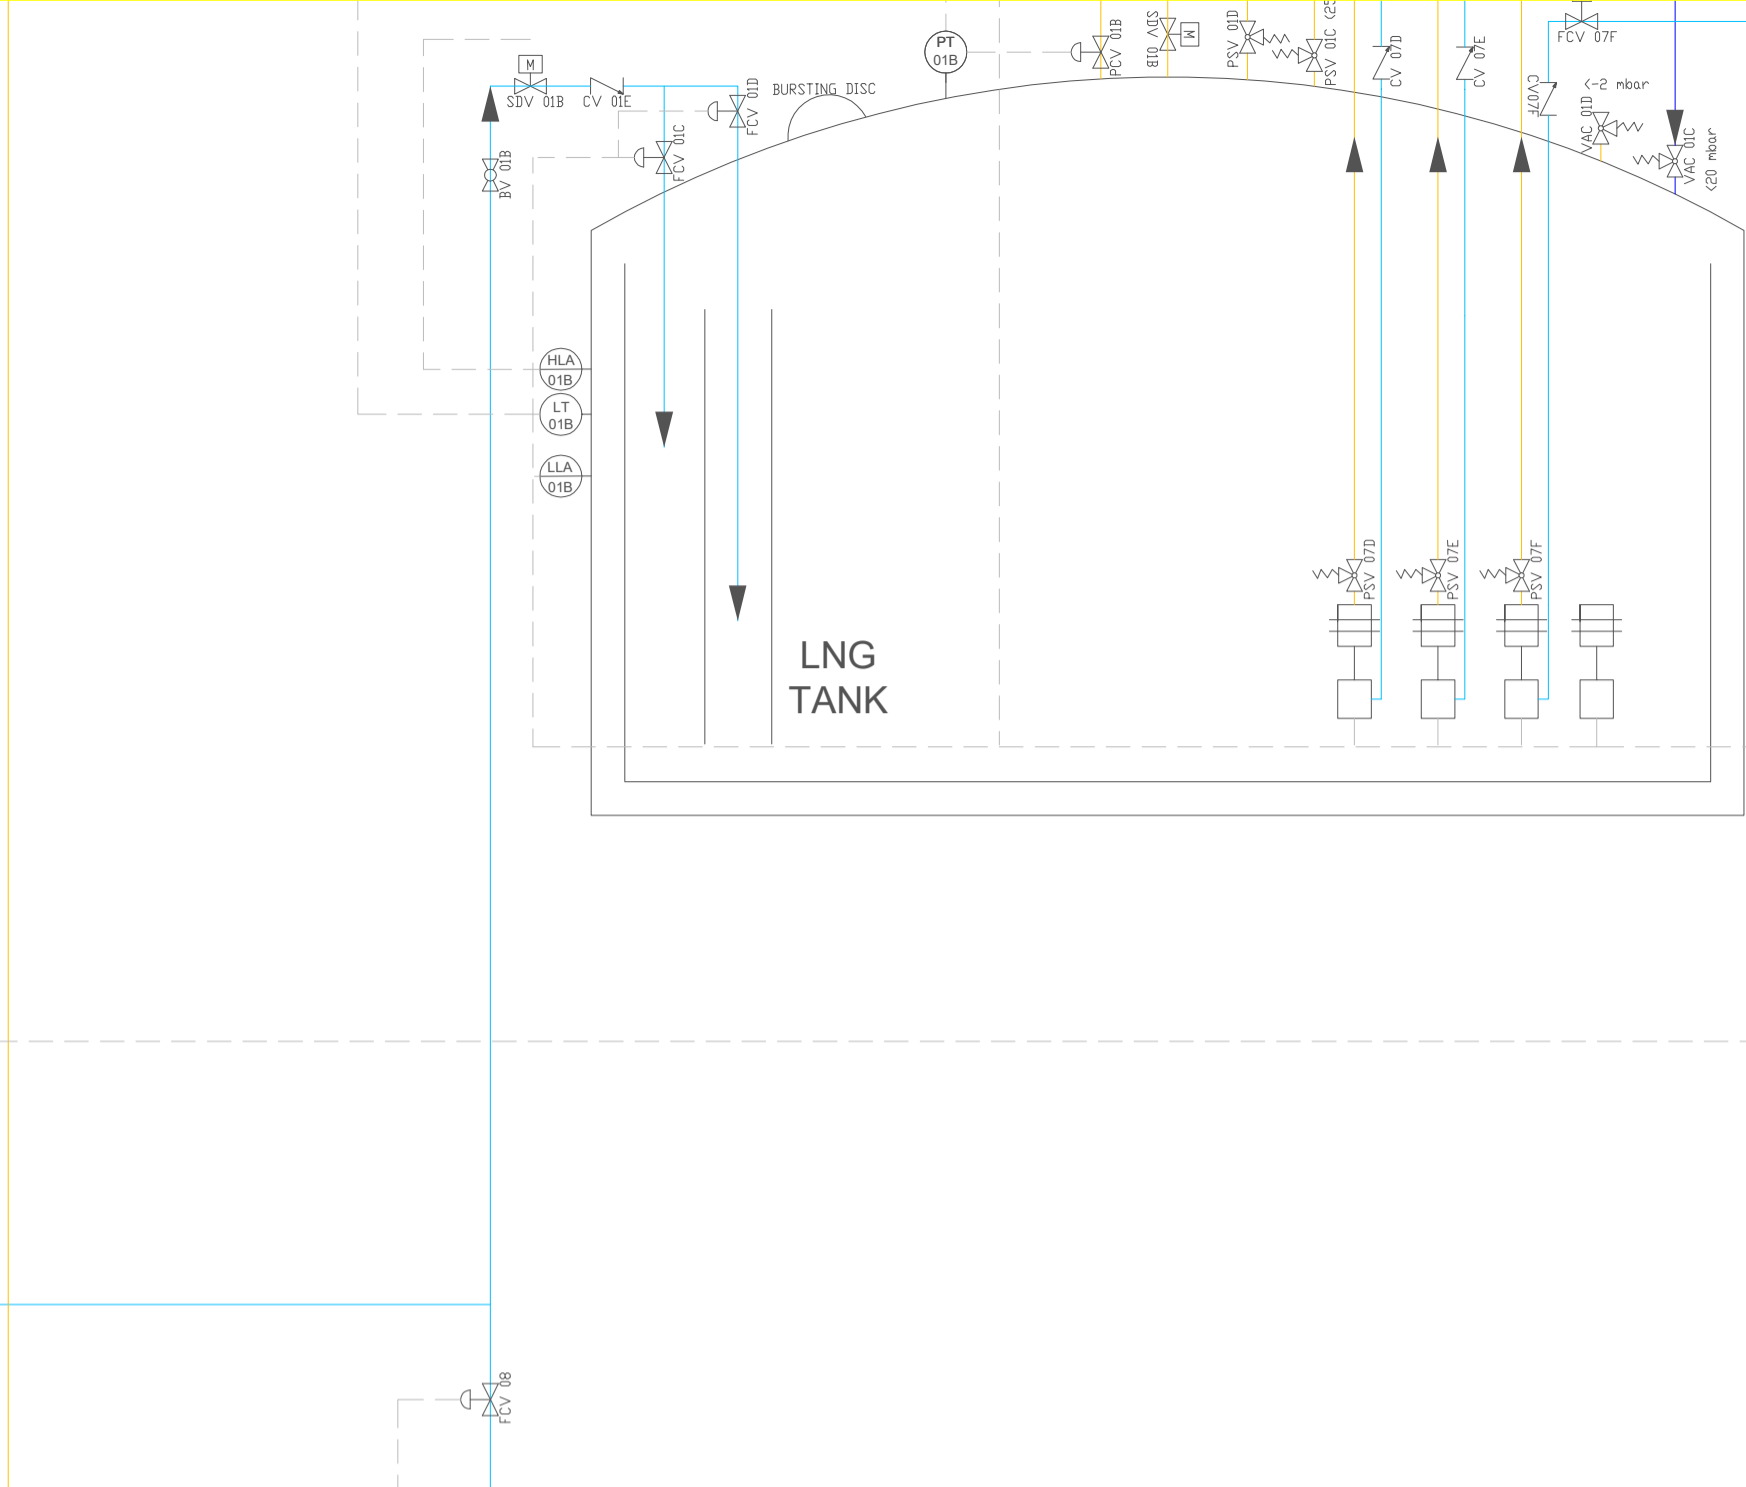 PT
01B
PCV 01B
SDV 01B
M
PSV 01D
PSV 01C
CV 07D
CV 07E
FCV 07F
M
SDV 01B
CV 01E
FCV 01D
BURSTING DISC
CV07F
<-2 mbar
VAC 01D
VAC 01C
<20 mbar
BV 01B
FCV 01C
HLA
01B
LT
01B
LLA
01B
PSV 07D
PSV 07E
PSV 07F
LNG
TANK
FCV 08